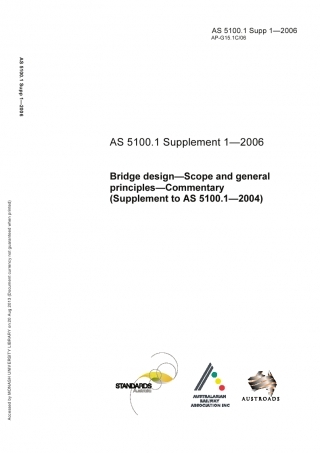 AS 5100.1 Supp 1—2006
AP-G15.1C/06
AS 5100.1 Supp 1—2006
AS 5100.1 Supplement 1—2006
Bridge design—Scope and general
principles—Commentary
(Supplement to AS 5100.1—2004)
Accessed by MONASH UNIVERSITY LIBRARY on 20 Aug 2010 (Document currency not guaranteed when printed)
STANDARDS
Australia
AUSTRALASIAN
RAILWAY
ASSOCIATION INC
AUSTROADS